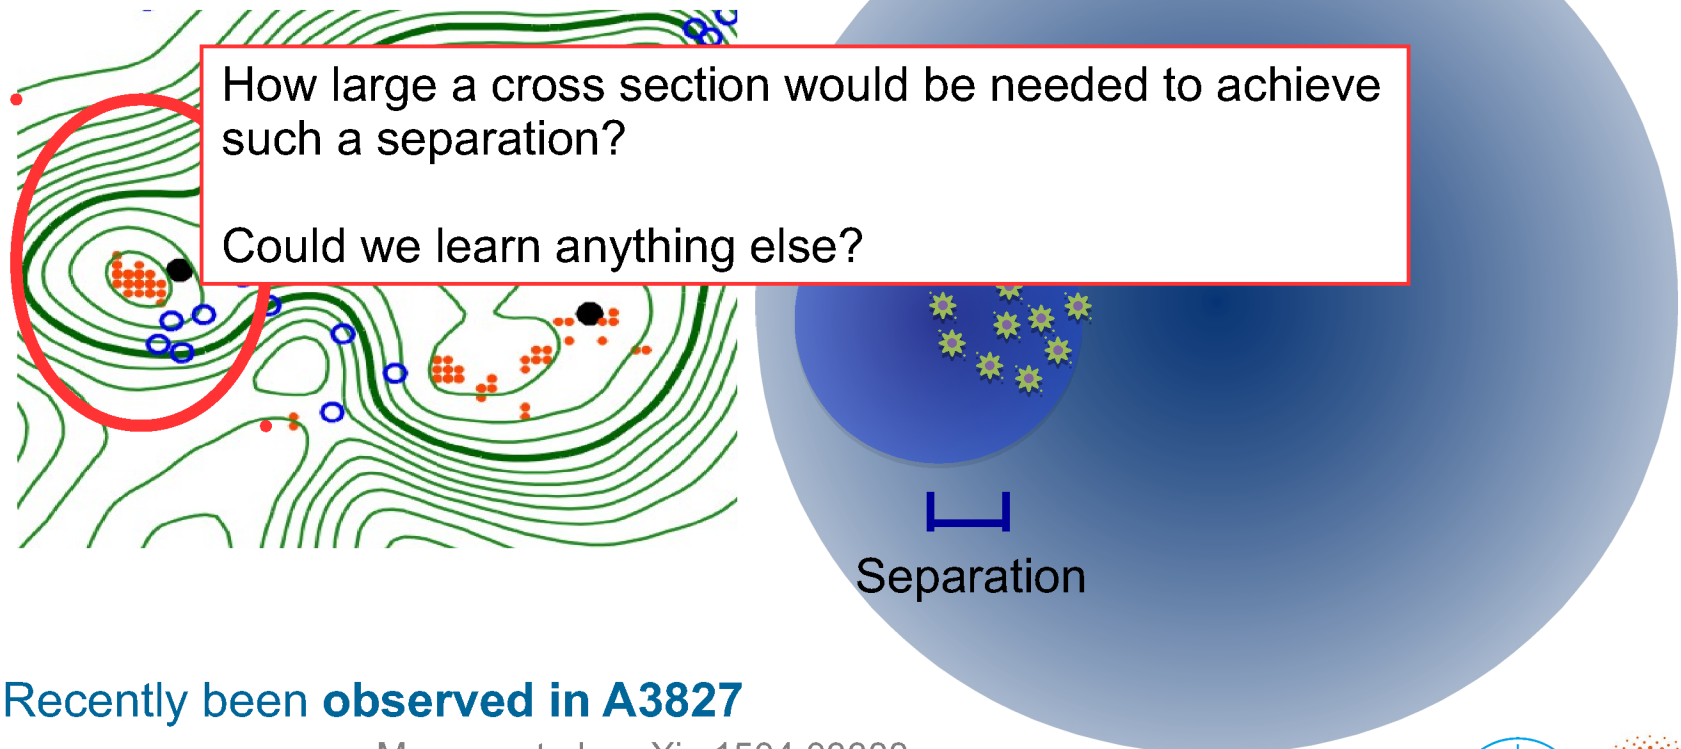 How large a cross section would be needed to achieve
such a separation?
Could we learn anything else?
Separation
Recently been observed in A3827